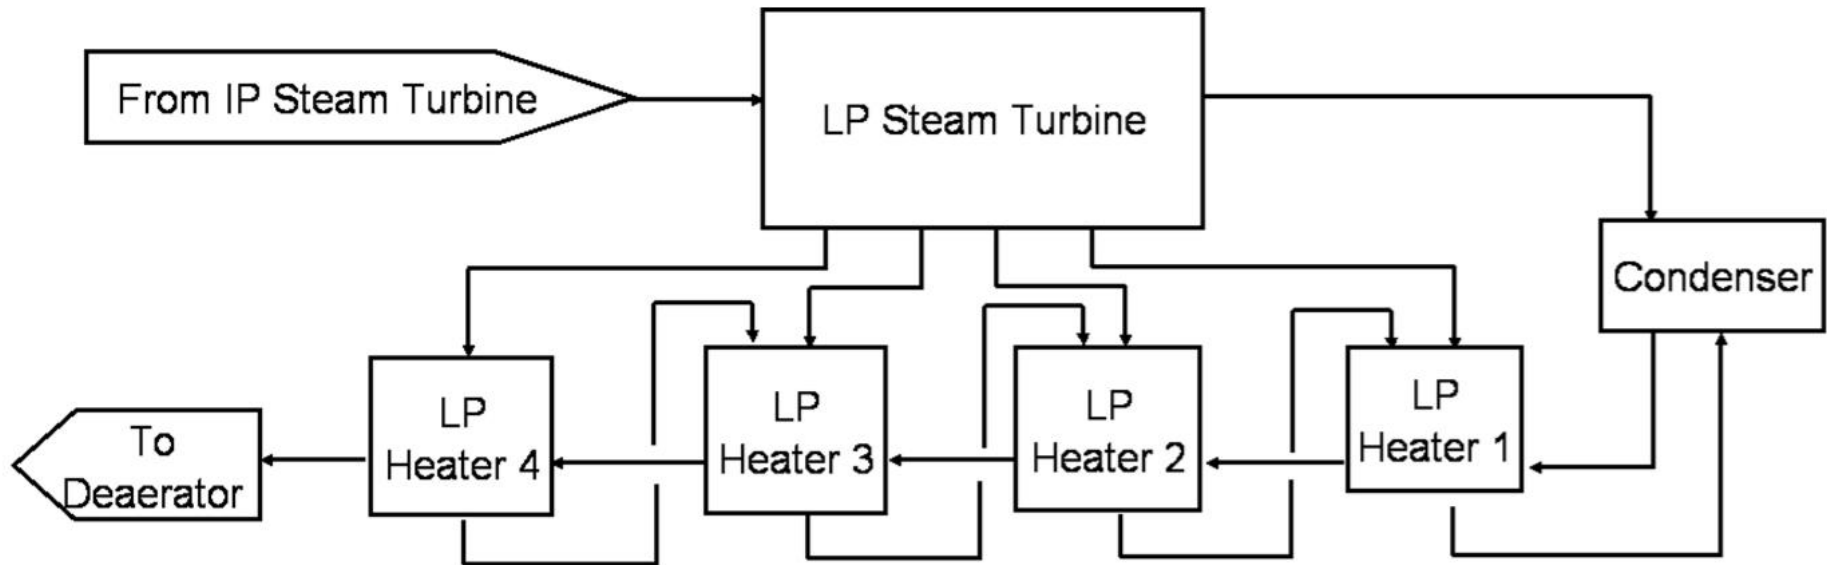 From IP Steam Turbine
LP Steam Turbine
Condenser
LP
Heater 4
LP
Heater 3
LP
Heater 2
LP
Heater 1
To
Deaerator